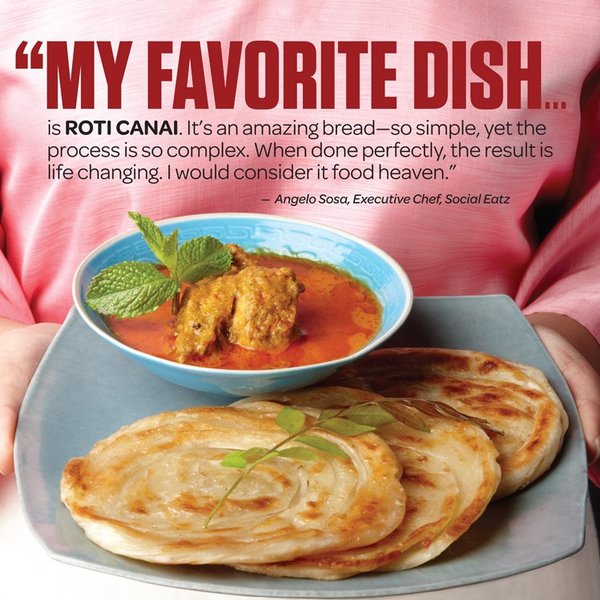 “MY FAVORITE DISH...
is ROTI CANAI. It’s an amazing bread—so simple, yet the
process is so complex. When done perfectly, the result is
life changing. I would consider it food heaven.”
— Angelo Sosa, Executive Chef, Social Eatz